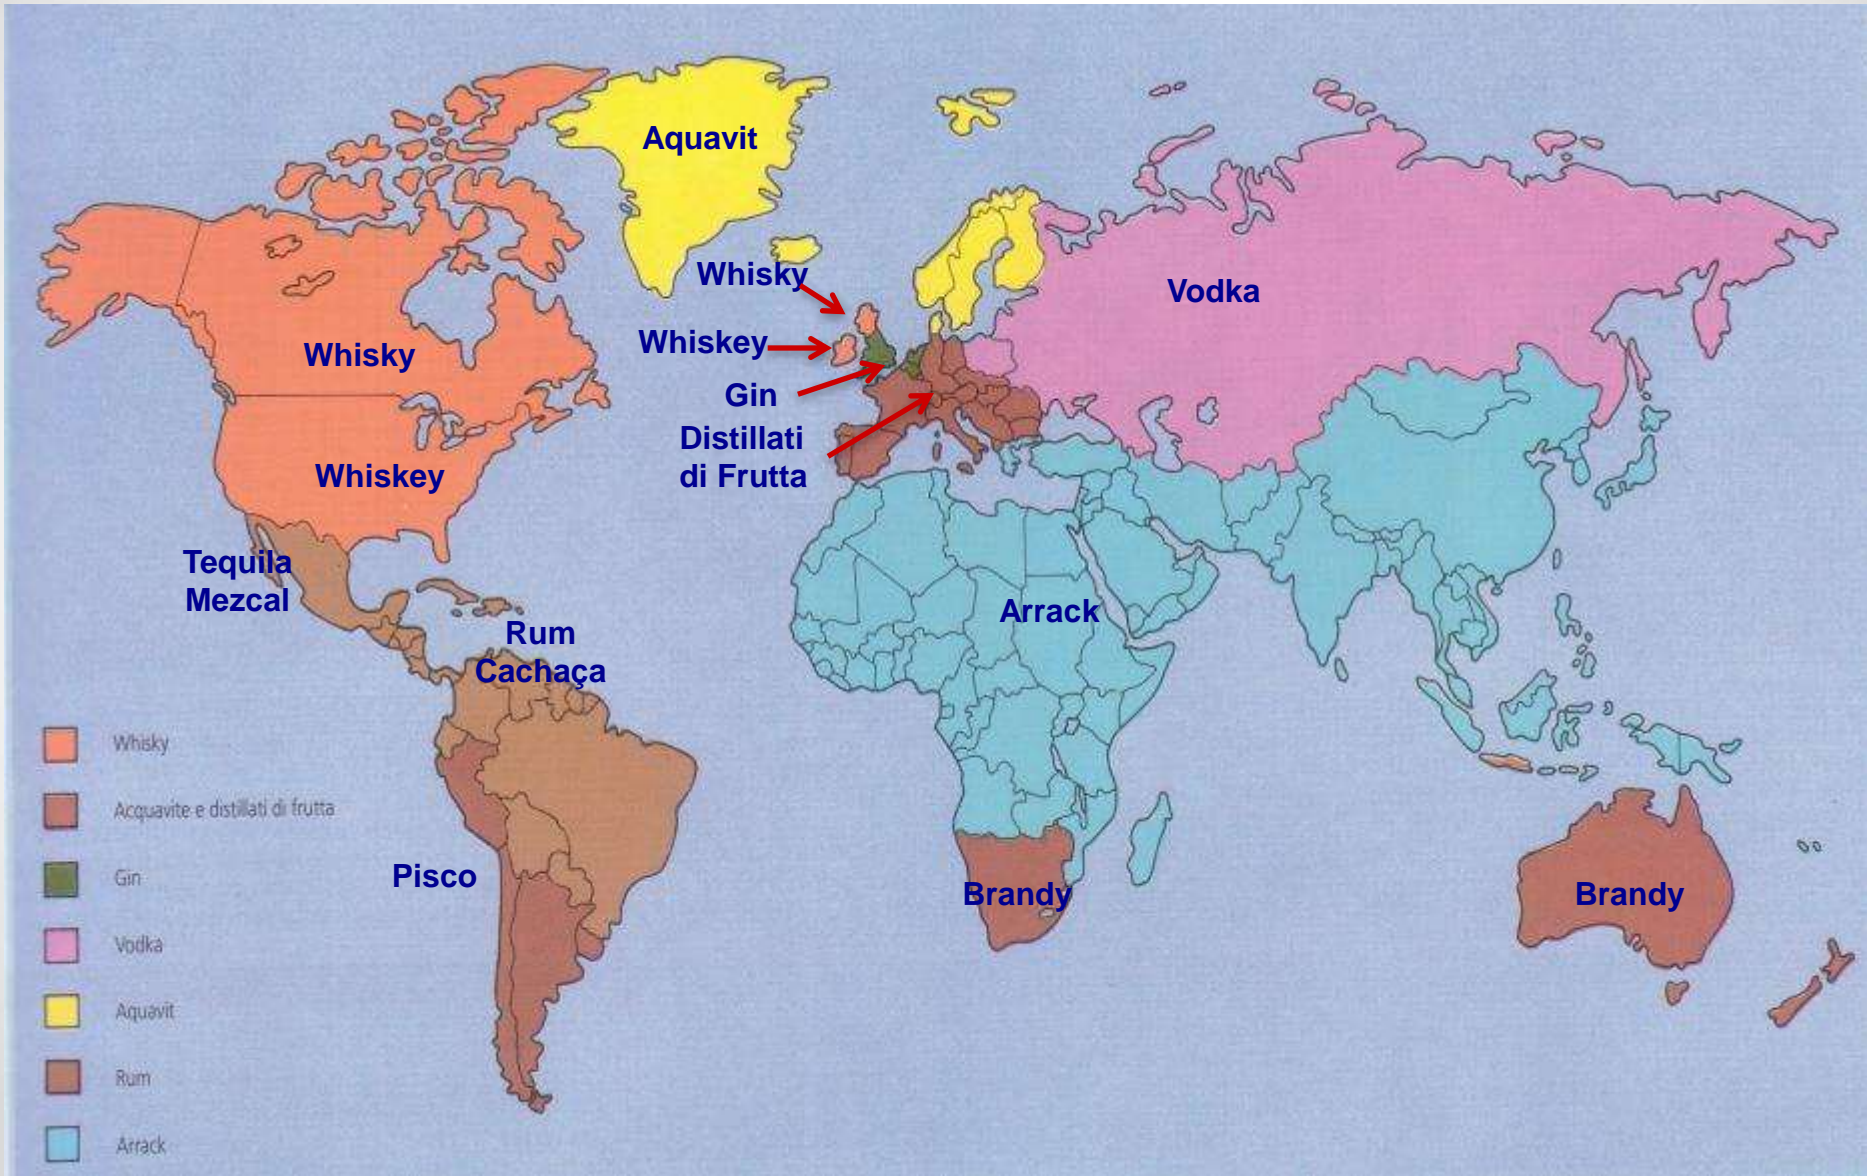 Aquavit
Whisky
Vodka
Whiskey
Whisky
Gin
Distillati
di Frutta
Whiskey
Tequila
Mezcal
Rum
Cachaça
Arrack
Pisco
Brandy
Brandy
Whisky
Acquavite e distillati di frutta
Gin
Vodka
Aquavit
Rum
Arrack